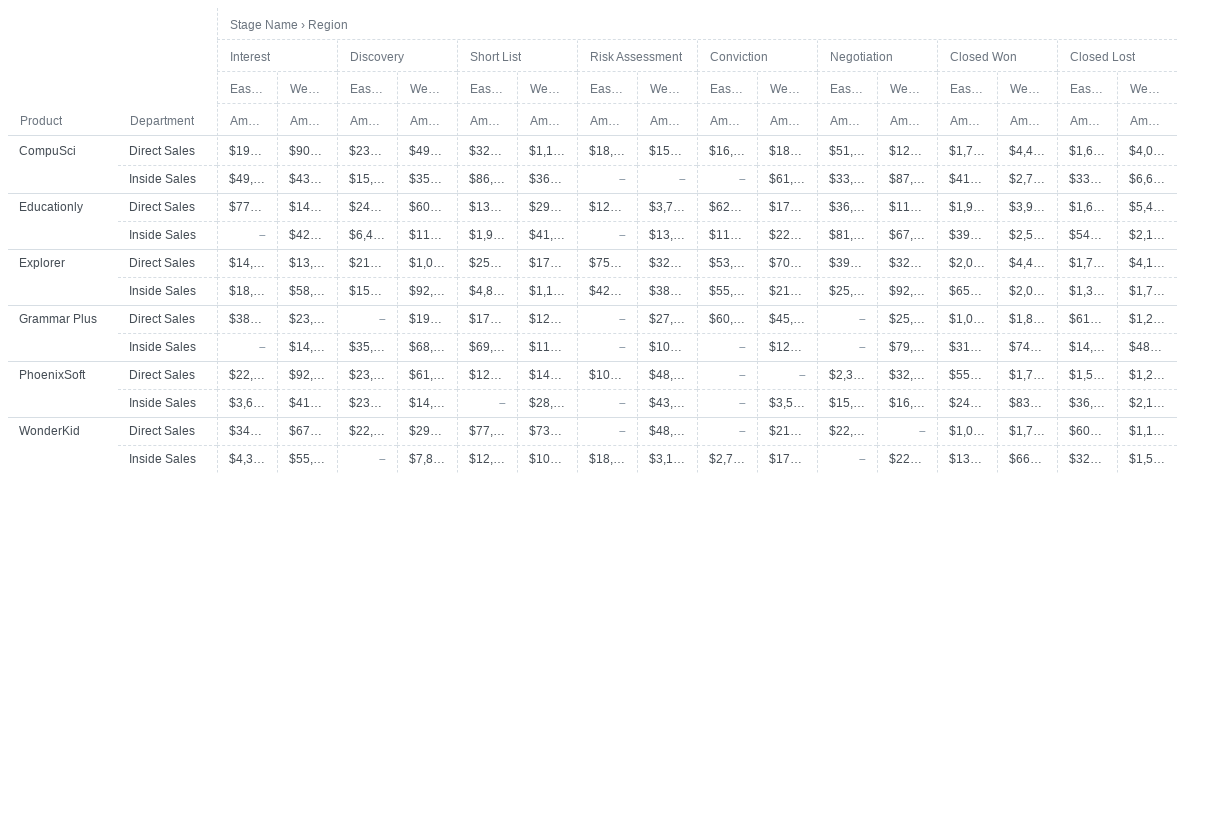 Stage Name › Region
Interest Discovery Short List Risk Assessment Conviction Negotiation Closed Won Closed Lost
Eas… We… Eas… We… Eas… We… Eas… We… Eas… We… Eas… We… Eas… We… Eas… We…
Product Department Am… Am… Am… Am… Am… Am… Am… Am… Am… Am… Am… Am… Am… Am… Am… Am…
CompuSci Direct Sales $19… $90… $23… $49… $32… $1,1… $18,… $15… $16,… $18… $51,… $12… $1,7… $4,4… $1,6… $4,0…
Inside Sales $49,… $43… $15,… $35… $86,… $36… – – – $61,… $33,… $87,… $41… $2,7… $33… $6,6…
Educationly Direct Sales $77… $14… $24… $60… $13… $29… $12… $3,7… $62… $17… $36,… $11… $1,9… $3,9… $1,6… $5,4…
Inside Sales – $42… $6,4… $11… $1,9… $41,… – $13,… $11… $22… $81,… $67,… $39… $2,5… $54… $2,1…
Explorer Direct Sales $14,… $13,… $21… $1,0… $25… $17… $75… $32… $53,… $70… $39… $32… $2,0… $4,4… $1,7… $4,1…
Inside Sales $18,… $58,… $15… $92,… $4,8… $1,1… $42… $38… $55,… $21… $25,… $92,… $65… $2,0… $1,3… $1,7…
Grammar Plus Direct Sales $38… $23,… – $19… $17… $12… – $27,… $60,… $45,… – $25,… $1,0… $1,8… $61… $1,2…
Inside Sales – $14,… $35,… $68,… $69,… $11… – $10… – $12… – $79,… $31… $74… $14,… $48…
PhoenixSoft Direct Sales $22,… $92,… $23,… $61,… $12… $14… $10… $48,… – – $2,3… $32,… $55… $1,7… $1,5… $1,2…
Inside Sales $3,6… $41… $23… $14,… – $28,… – $43,… – $3,5… $15,… $16,… $24… $83… $36,… $2,1…
WonderKid Direct Sales $34… $67… $22,… $29… $77,… $73… – $48,… – $21… $22,… – $1,0… $1,7… $60… $1,1…
Inside Sales $4,3… $55,… – $7,8… $12,… $10… $18,… $3,1… $2,7… $17… – $22… $13… $66… $32… $1,5…